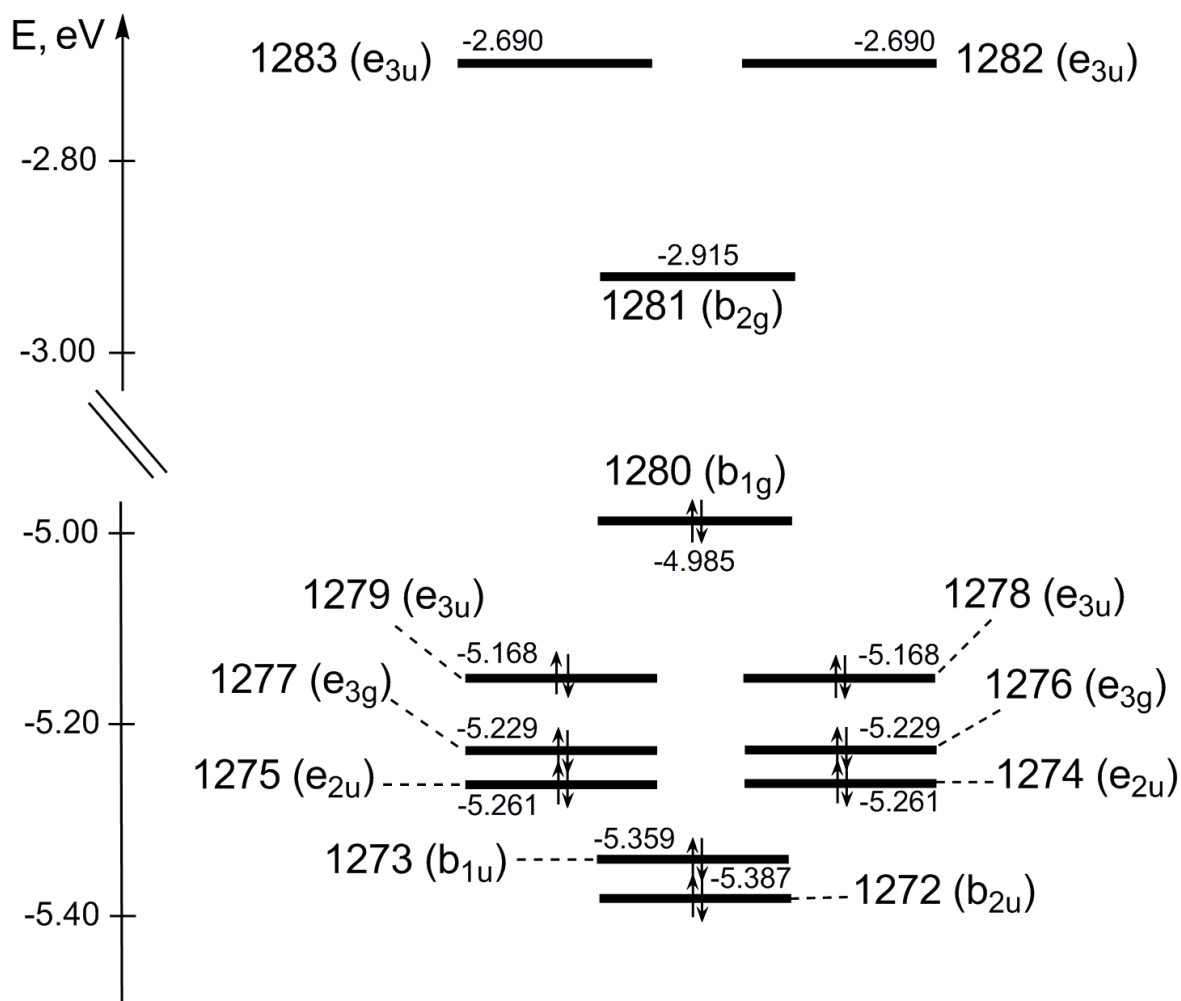 E, eV
1283 (e3u)
-2.690
-2.690
1282 (e3u)
-2.80
-2.915
1281 (b2g)
-3.00
1280 (b1g)
-5.00
-4.985
1279 (e3u)
1278 (e3u)
-5.168
-5.168
1277 (e3g)
1276 (e3g)
-5.20
-5.229
-5.229
1275 (e2u)
1274 (e2u)
-5.261
-5.261
-5.359
1273 (b1u)
-5.387
1272 (b2u)
-5.40